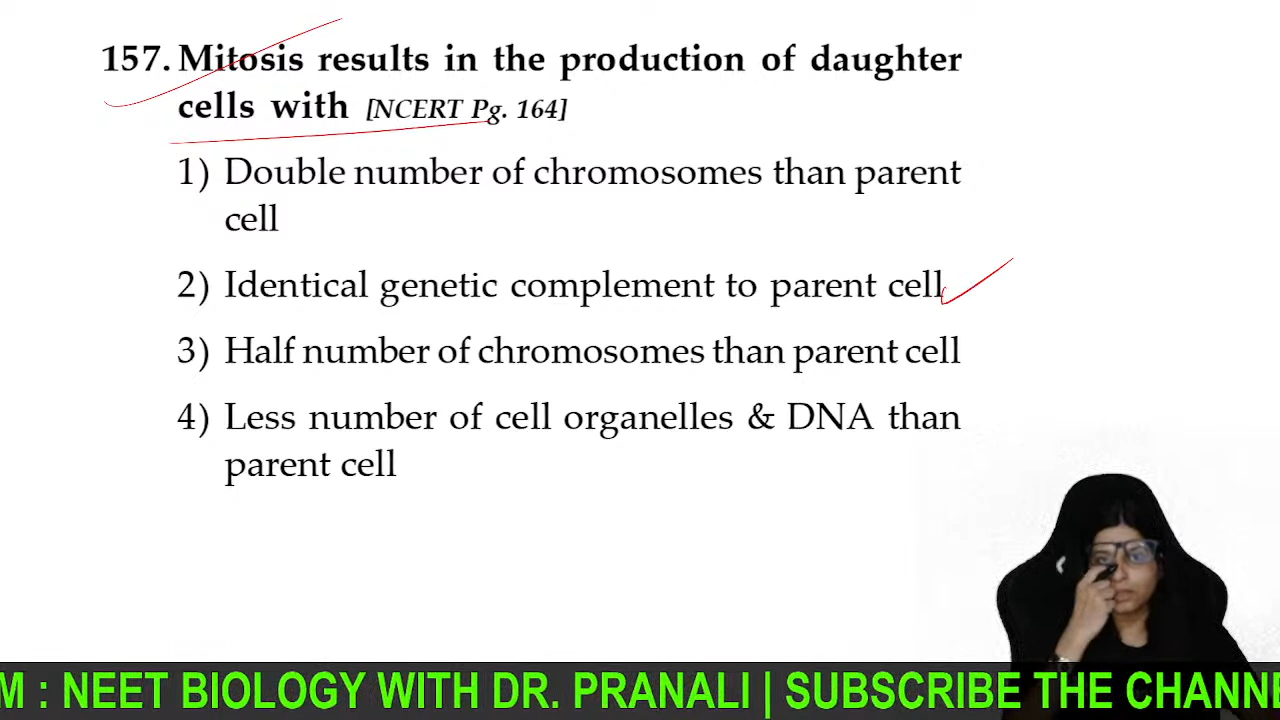 157. Mitosis results in the production of daughter
cells with [NCERT Pg. 164]
1) Double number of chromosomes than parent
cell
2) Identical genetic complement to parent cell
3) Half number of chromosomes than parent cell
4) Less number of cell organelles & DNA than
parent cell
M : NEET BIOLOGY WITH DR. PRANALI | SUBSCRIBE THE CHANNE